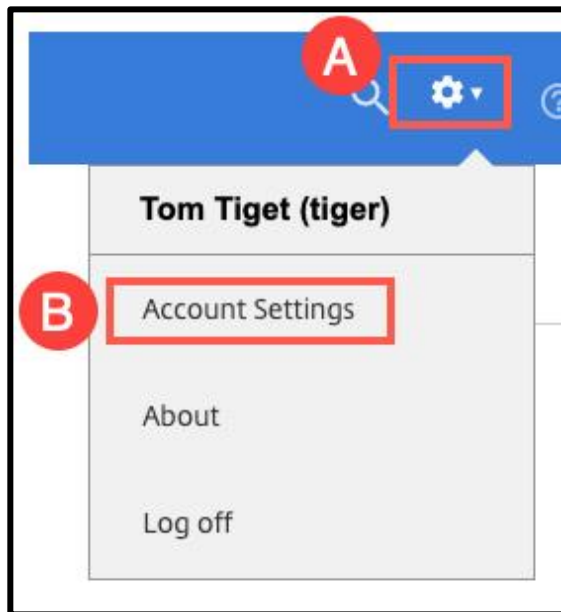 A
Tom Tiget (tiger)
B
Account Settings
About
Log off